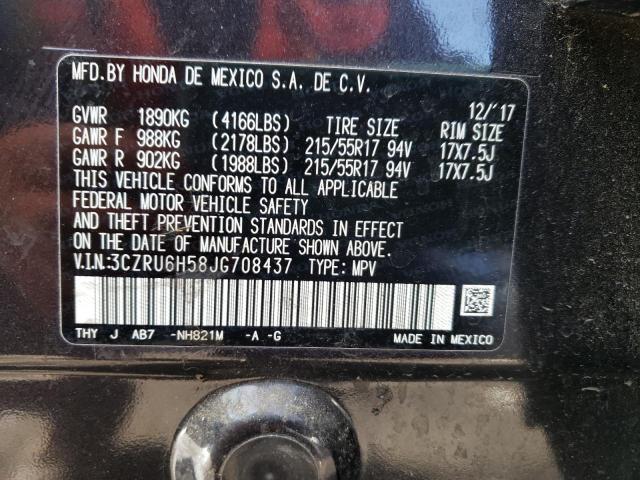 MFD.BY HONDA DE MEXICO S.A. DE C.V.
12/'17
GVWR 1890KG (4166LBS) TIRE SIZE RIM SIZE
GAWR F 988KG (2178LBS) 215/55R17 94V 17X7.5J
GAWR R 902KG (1988LBS) 215/55R17 94V 17X7.5J
THIS VEHICLE CONFORMS TO ALL APPLICABLE
FEDERAL MOTOR VEHICLE SAFETY
AND THEFT PREVENTION STANDARDS IN EFFECT
ON THE DATE OF MANUFACTURE SHOWN ABOVE.
V.I.N.:3CZRU6H58JG708437 TYPE: MPV
THY J AB7 -NH821M -A -G MADE IN MEXICO